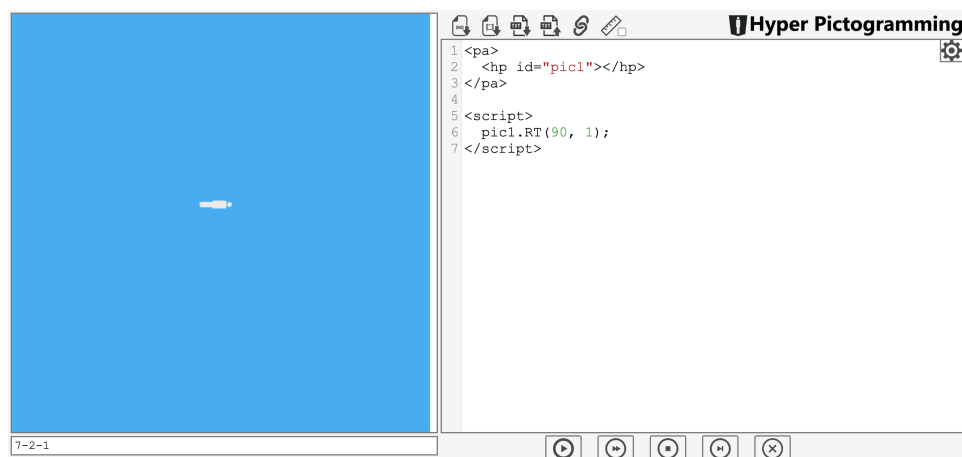 Hyper Pictogramming
1 <pa>
2   <hp id="pic1"></hp>
3 </pa>
4
5 <script>
6   pic1.RT(90, 1);
7 </script>
7-2-1